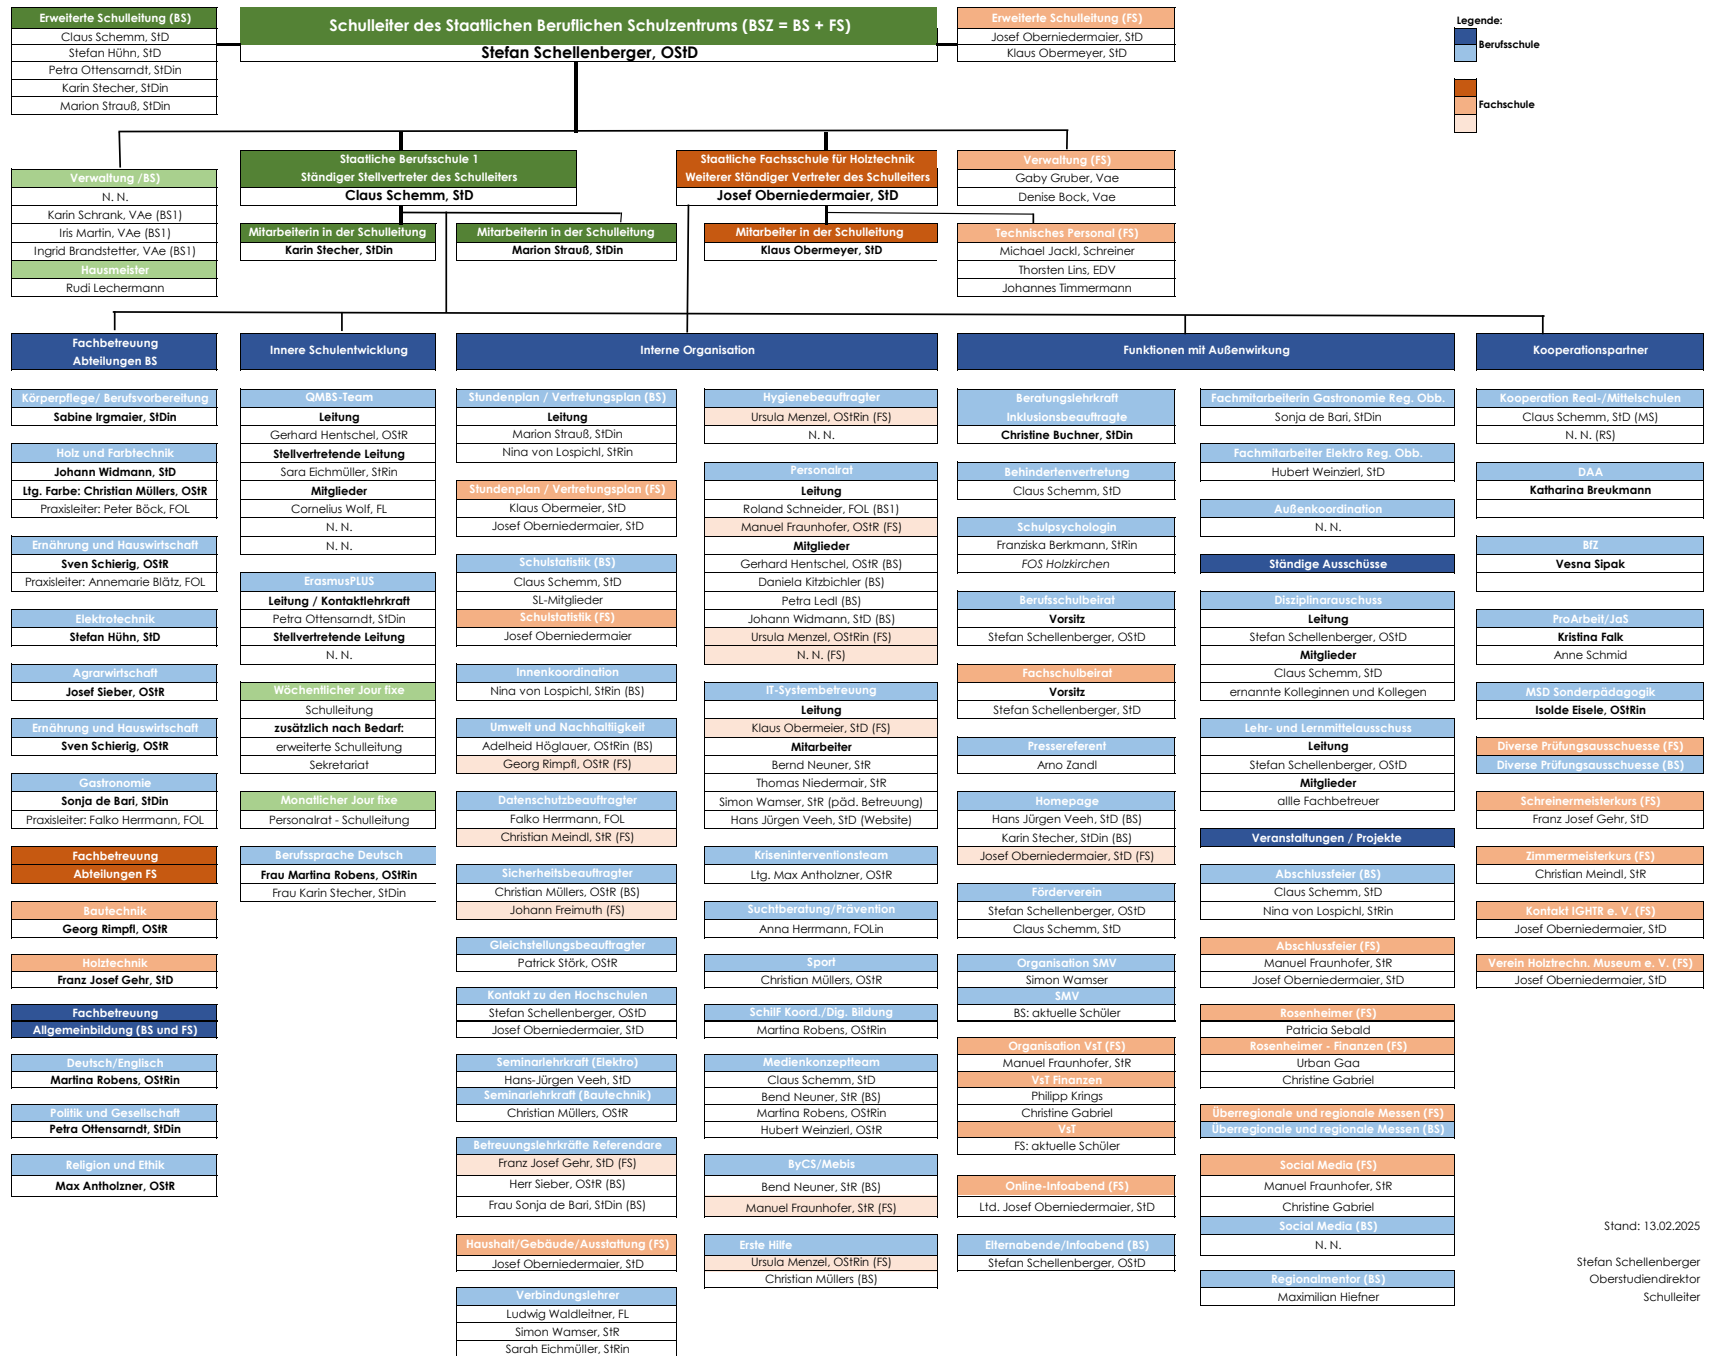 Erweiterte Schulleitung (BS)
Claus Schemm, StD
Stefan Hühn, StD
Petra Ottensarndt, StDin
Karin Stecher, StDin
Marion Strauß, StDin
Schulleiter des Staatlichen Beruflichen Schulzentrums (BSZ = BS + FS)
Stefan Schellenberger, OStD
Erweiterte Schulleitung (FS)
Josef Oberniedermaier, StD
Klaus Obermeyer, StD
Legende:
Berufsschule
Fachschule
Verwaltung /BS)
N. N.
Karin Schrank, VAe (BS1)
Iris Martin, VAe (BS1)
Ingrid Brandstetter, VAe (BS1)
Hausmeister
Rudi Lechermann
Staatliche Berufsschule 1
Ständiger Stellvertreter des Schulleiters
Claus Schemm, StD
Mitarbeiterin in der Schulleitung
Karin Stecher, StDin
Mitarbeiterin in der Schulleitung
Marion Strauß, StDin
Staatliche Fachschule für Holztechnik
Weiterer Ständiger Vertreter des Schulleiters
Josef Oberniedermaier, StD
Mitarbeiter in der Schulleitung
Klaus Obermeyer, StD
Verwaltung (FS)
Gaby Gruber, Vae
Denise Bock, Vae
Technisches Personal (FS)
Michael Jackl, Schreiner
Thorsten Lins, EDV
Johannes Timmermann
Fachbetreuung
Abteilungen BS
Körperpflege/ Berufsvorbereitung
Sabine Irgmaier, StDin
Holz und Farbtechnik
Johann Widmann, StD
Ltg. Farbe: Christian Müllers, OStR
Praxisleiter: Peter Böck, FOL
Ernährung und Hauswirtschaft
Sven Schierig, OStR
Praxisleiter: Annemarie Blätz, FOL
Elektrotechnik
Stefan Hühn, StD
Agrarwirtschaft
Josef Sieber, OStR
Ernährung und Hauswirtschaft
Sven Schierig, OStR
Gastronomie
Sonja de Bari, StDin
Praxisleiter: Falko Herrmann, FOL
Fachbetreuung
Abteilungen FS
Bautechnik
Georg Rimpfl, OStR
Holztechnik
Franz Josef Gehr, StD
Fachbetreuung
Allgemeinbildung (BS und FS)
Deutsch/Englisch
Martina Robens, OStRin
Politik und Gesellschaft
Petra Ottensarndt, StDin
Religion und Ethik
Max Antholzner, OStR
Innere Schulentwicklung
QMBS-Team
Leitung
Gerhard Hentschel, OStR
Stellvertretende Leitung
Sara Eichmüller, StRin
Mitglieder
Cornelius Wolf, FL
N. N.
N. N.
ErasmusPLUS
Leitung / Kontaktlehrkraft
Petra Ottensarndt, StDin
Stellvertretende Leitung
N. N.
Wöchentlicher Jour fixe
Schulleitung
zusätzlich nach Bedarf:
erweiterte Schulleitung
Sekretariat
Monatlicher Jour fixe
Personalrat - Schulleitung
Berufssprache Deutsch
Frau Martina Robens, OStRin
Frau Karin Stecher, StDin
Interne Organisation
Stundenplan / Vertretungsplan (BS)
Leitung
Marion Strauß, StDin
Nina von Lospichl, StRin
Stundenplan / Vertretungsplan (FS)
Klaus Obermeier, StD
Josef Oberniedermaier, StD
Schulstatistik (BS)
Claus Schemm, StD
SL-Mitglieder
Schulstatistik (FS)
Josef Oberniedermaier
Innenkoordination
Nina von Lospichl, StRin (BS)
Umwelt und Nachhaltiigkeit
Adelheid Höglauer, OStRin (BS)
Georg Rimpfl, OStR (FS)
Datenschutzbeauftragter
Falko Herrmann, FOL
Christian Meindl, StR (FS)
Sicherheitsbeauftragter
Christian Müllers, OStR (BS)
Johann Freimuth (FS)
Gleichstellungsbeauftragter
Patrick Störk, OStR
Kontakt zu den Hochschulen
Stefan Schellenberger, OStD
Josef Oberniedermaier, StD
Seminarlehrkraft (Elektro)
Hans-Jürgen Veeh, StD
Seminarlehrkraft (Bautechnik)
Christian Müllers, OStR
Betreuungslehrkräfte Referendare
Franz Josef Gehr, StD (FS)
Herr Sieber, OStR (BS)
Frau Sonja de Bari, StDin (BS)
Haushalt/Gebäude/Ausstattung (FS)
Josef Oberniedermaier, StD
Verbindungslehrer
Ludwig Waldleitner, FL
Simon Wamser, StR
Sarah Eichmüller, StRin
Hygienebeauftragter
Ursula Menzel, OStRin (FS)
N. N.
Personalrat
Leitung
Roland Schneider, FOL (BS1)
Manuel Fraunhofer, OStR (FS)
Mitglieder
Gerhard Hentschel, OStR (BS)
Daniela Kitzbichler (BS)
Petra Ledl (BS)
Johann Widmann, StD (BS)
Ursula Menzel, OStRin (FS)
N. N. (FS)
IT-Systembetreuung
Leitung
Klaus Obermeier, StD (FS)
Mitarbeiter
Bernd Neuner, StR
Thomas Niedermair, StR
Simon Wamser, StR (päd. Betreuung)
Hans Jürgen Veeh, StD (Website)
Kriseninterventionsteam
Ltg. Max Antholzner, OStR
Suchtberatung/Prävention
Anna Herrmann, FOLin
Sport
Christian Müllers, OStR
SchilF Koord./Dig. Bildung
Martina Robens, OStRin
Medienkonzeptteam
Claus Schemm, StD
Bend Neuner, StR (BS)
Martina Robens, OStRin
Hubert Weinzierl, OStR
ByCS/Mebis
Bend Neuner, StR (BS)
Manuel Fraunhofer, StR (FS)
Erste Hilfe
Ursula Menzel, OStRin (FS)
Christian Müllers (BS)
Funktionen mit Außenwirkung
Beratungslehrkraft
Inklusionsbeauftragte
Christine Buchner, StDin
Behindertenvertretung
Claus Schemm, StD
Schulpsychologin
Franziska Berkmann, StRin
FOS Holzkirchen
Berufsschulbeirat
Vorsitz
Stefan Schellenberger, OStD
Fachschulbeirat
Vorsitz
Stefan Schellenberger, StD
Pressereferent
Arno Zandl
Homepage
Hans Jürgen Veeh, StD (BS)
Karin Stecher, StDin (BS)
Josef Oberniedermaier, StD (FS)
Förderverein
Stefan Schellenberger, OStD
Claus Schemm, StD
Organisation SMV
Simon Wamser
SMV
BS: aktuelle Schüler
Organisation VsT (FS)
Manuel Fraunhofer, StR
VsT Finanzen
Philipp Krings
Christine Gabriel
VsT
FS: aktuelle Schüler
Online-Infoabend (FS)
Ltd. Josef Oberniedermaier, StD
Elternabende/Infoabend (BS)
Stefan Schellenberger, OStD
Fachmitarbeiterin Gastronomie Reg. Obb.
Sonja de Bari, StDin
Fachmitarbeiter Elektro Reg. Obb.
Hubert Weinzierl, StD
Außenkoordination
N. N.
Ständige Ausschüsse
Disziplinarauschuss
Leitung
Stefan Schellenberger, OStD
Mitglieder
Claus Schemm, StD
ernannte Kolleginnen und Kollegen
Lehr- und Lernmittelausschuss
Leitung
Stefan Schellenberger, OStD
Mitglieder
allle Fachbetreuer
Veranstaltungen / Projekte
Abschlussfeier (BS)
Claus Schemm, StD
Nina von Lospichl, StRin
Abschlussfeier (FS)
Manuel Fraunhofer, StR
Josef Oberniedermaier, StD
Rosenheimer (FS)
Patricia Sebald
Rosenheimer - Finanzen (FS)
Urban Gaa
Christine Gabriel
Überregionale und regionale Messen (FS)
Überregionale und regionale Messen (BS)
Social Media (FS)
Manuel Fraunhofer, StR
Christine Gabriel
Social Media (BS)
N. N.
Regionalmentor (BS)
Maximilian Hiefner
Kooperationspartner
Kooperation Real-/Mittelschulen
Claus Schemm, StD (MS)
N. N. (RS)
DAA
Katharina Breukmann
BfZ
Vesna Sipak
ProArbeit/JaS
Kristina Falk
Anne Schmid
MSD Sonderpädagogik
Isolde Eisele, OStRin
Diverse Prüfungsausschuesse (FS)
Diverse Prüfungsausschuesse (BS)
Schreinermeisterkurs (FS)
Franz Josef Gehr, StD
Zimmermeisterkurs (FS)
Christian Meindl, StR
Kontakt IGHTR e. V. (FS)
Josef Oberniedermaier, StD
Verein Holztrechn. Museum e. V. (FS)
Josef Oberniedermaier, StD
Stand: 13.02.2025
Stefan Schellenberger
Oberstudiendirektor
Schulleiter